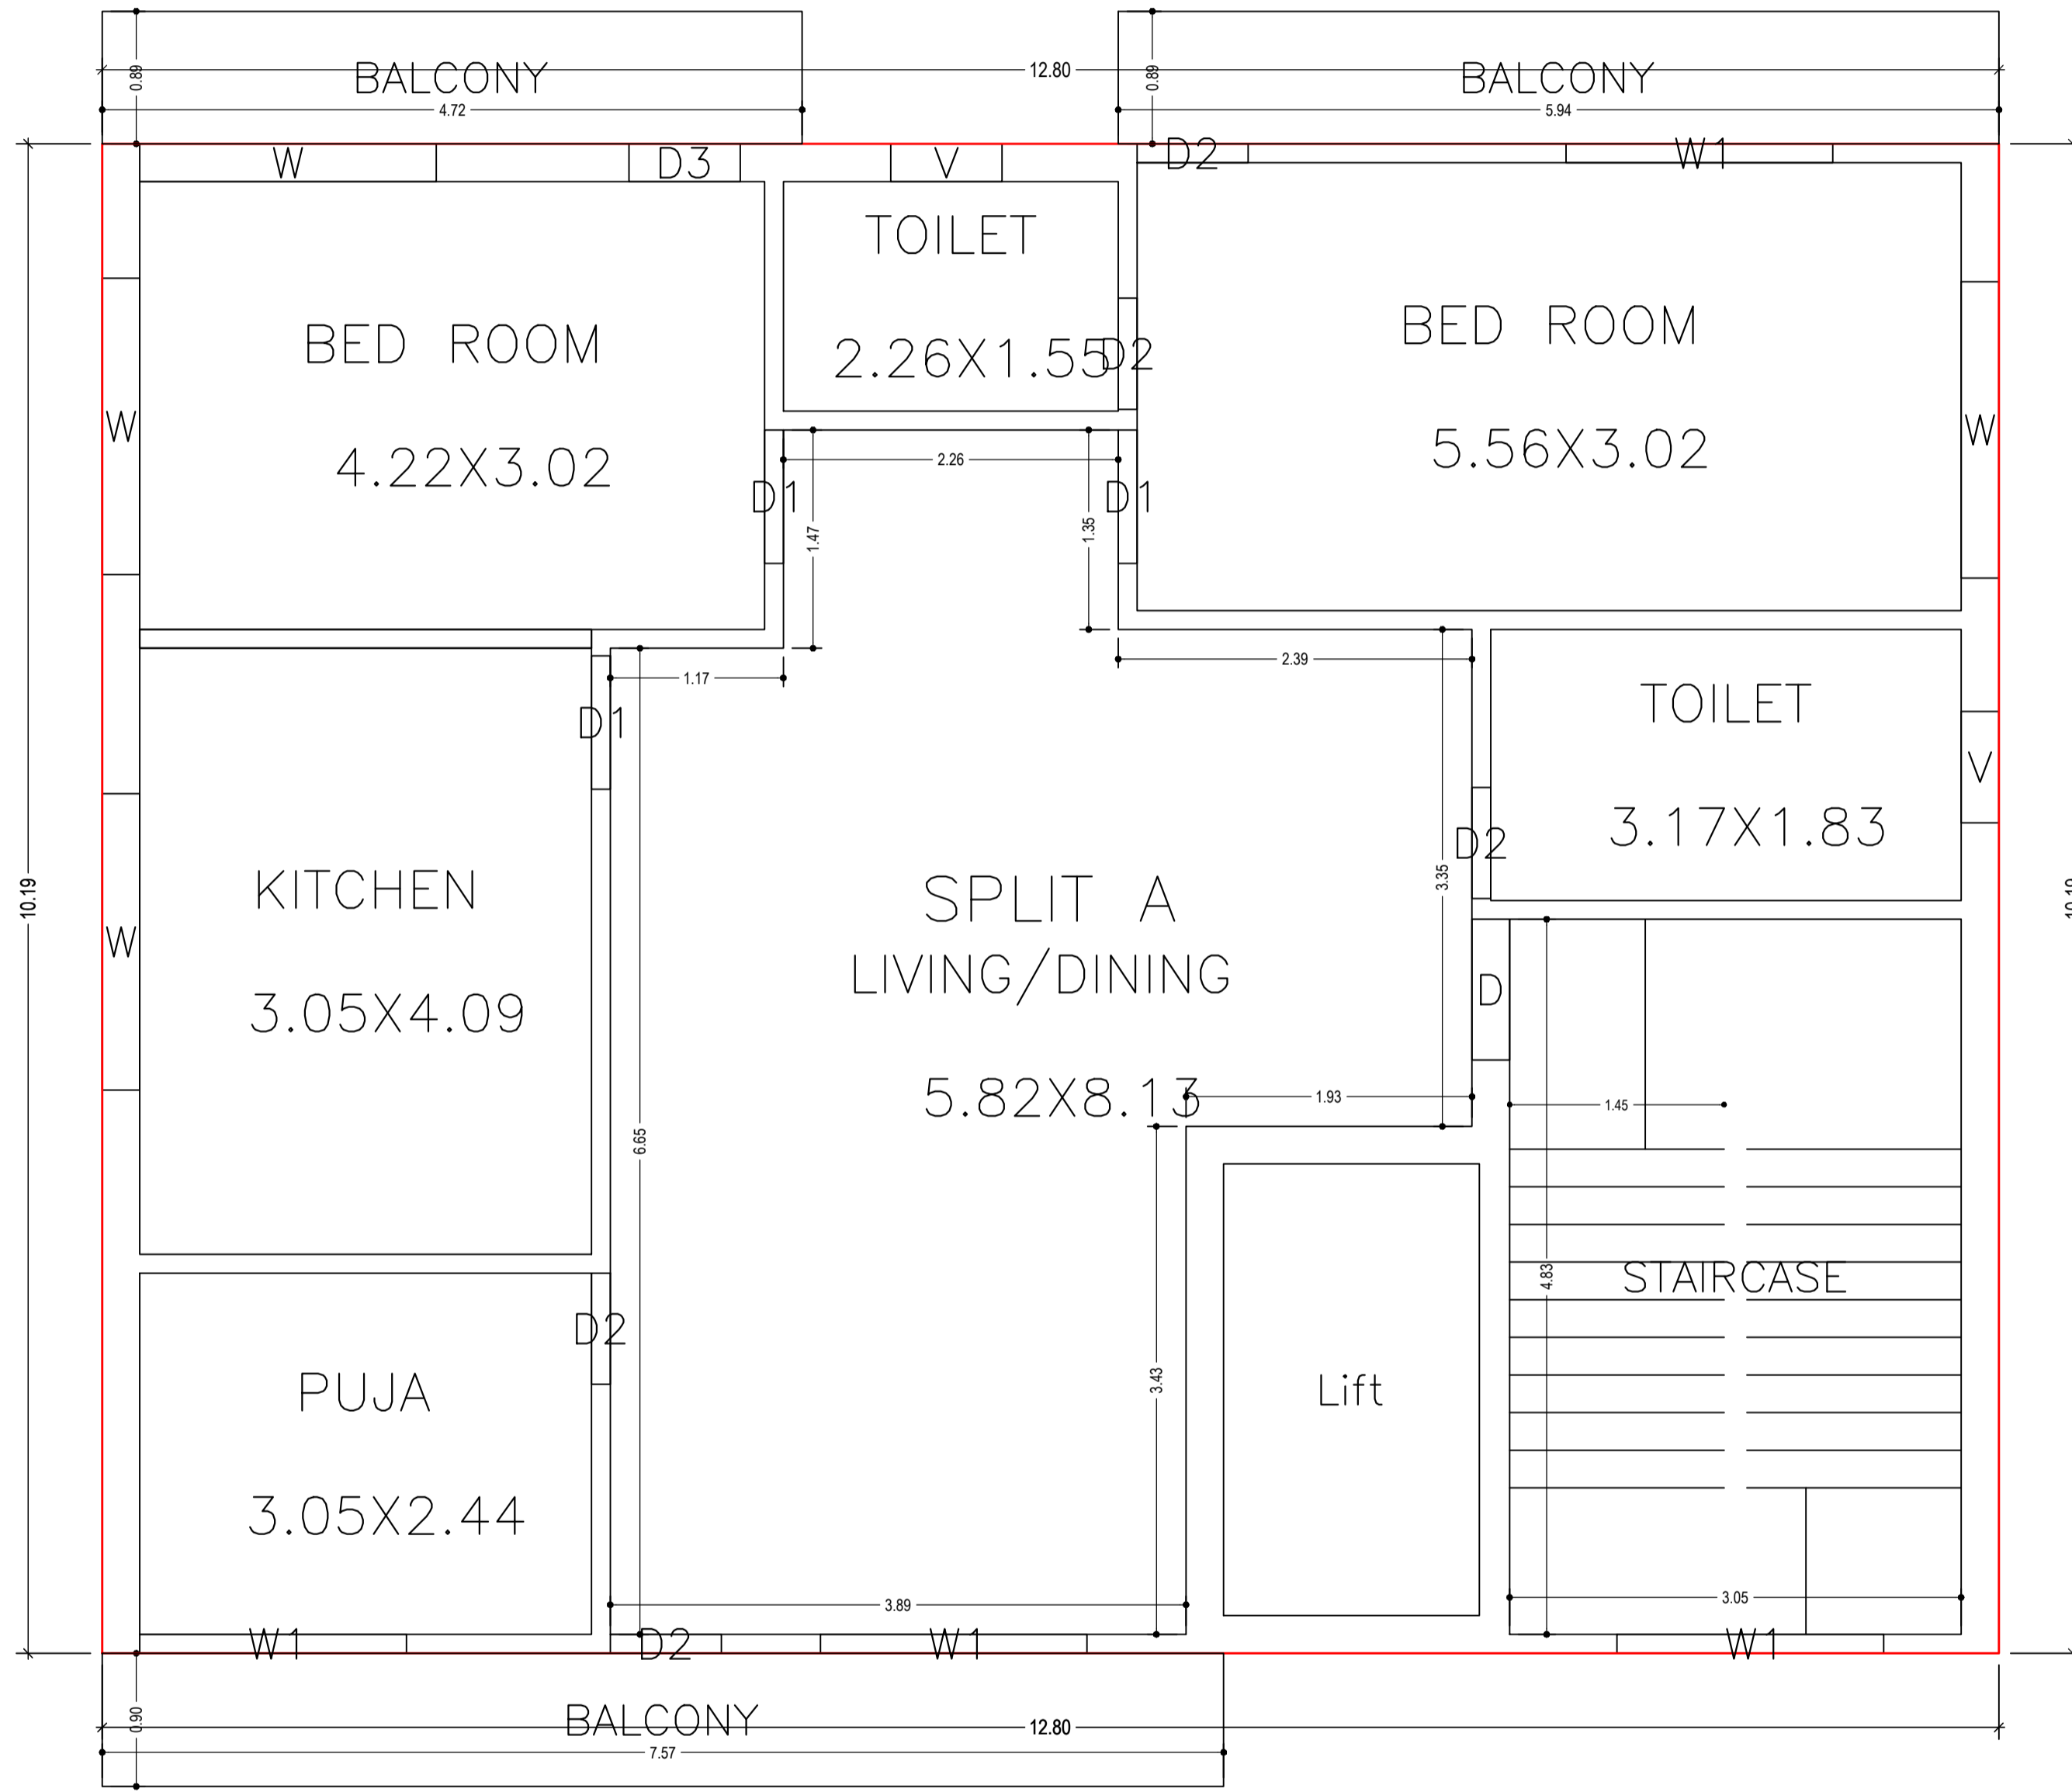 0.89
BALCONY
12.80
0.89
BALCONY
4.72
5.94
W
D3
V
D2
W1
TOILET
2.26X1.55
D2
BED ROOM
4.22X3.02
BED ROOM
5.56X3.02
W
W
2.26
D1
D1
1.47
1.35
1.17
2.39
D1
TOILET
3.17X1.83
V
D2
3.35
10.19
10.19
KITCHEN
3.05X4.09
W
SPLIT A
LIVING/DINING
5.82X8.13
D
1.93
1.45
6.65
4.83
STAIRCASE
D2
PUJA
3.05X2.44
3.43
Lift
3.89
3.05
W1
D2
W1
W1
0.90
BALCONY
12.80
7.57